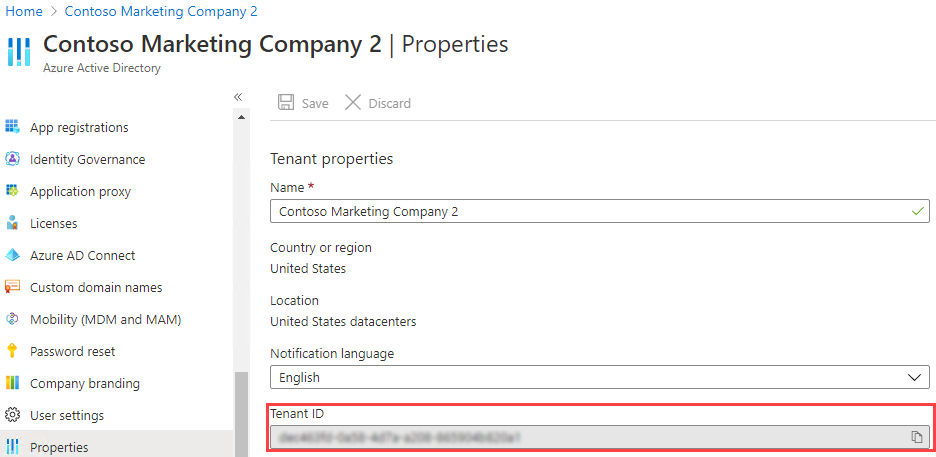 Home > Contoso Marketing Company 2
Contoso Marketing Company 2 | Properties
Azure Active Directory
«
App registrations
Identity Governance
Application proxy
Licenses
Azure AD Connect
Custom domain names
Mobility (MDM and MAM)
Password reset
Company branding
User settings
Properties
Save Discard
Tenant properties
Name *
Contoso Marketing Company 2
Country or region
United States
Location
United States datacenters
Notification language
English
Tenant ID